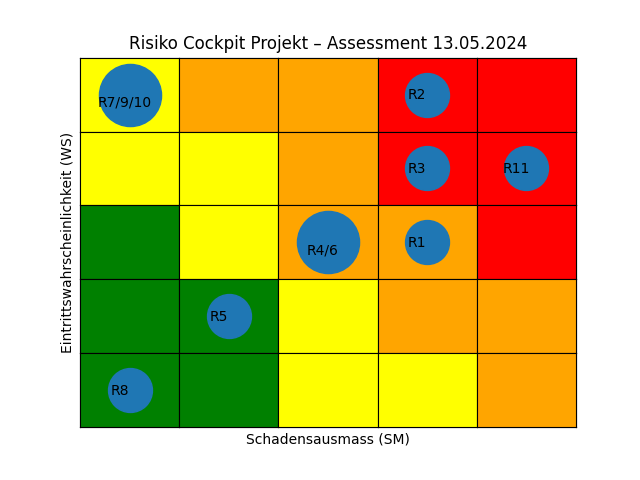 Risiko Cockpit Projekt – Assessment 13.05.2024
R7/9/10
R2
R3
R11
R4/6
R1
R5
R8
Eintrittswahrscheinlichkeit (WS)
Schadensausmass (SM)